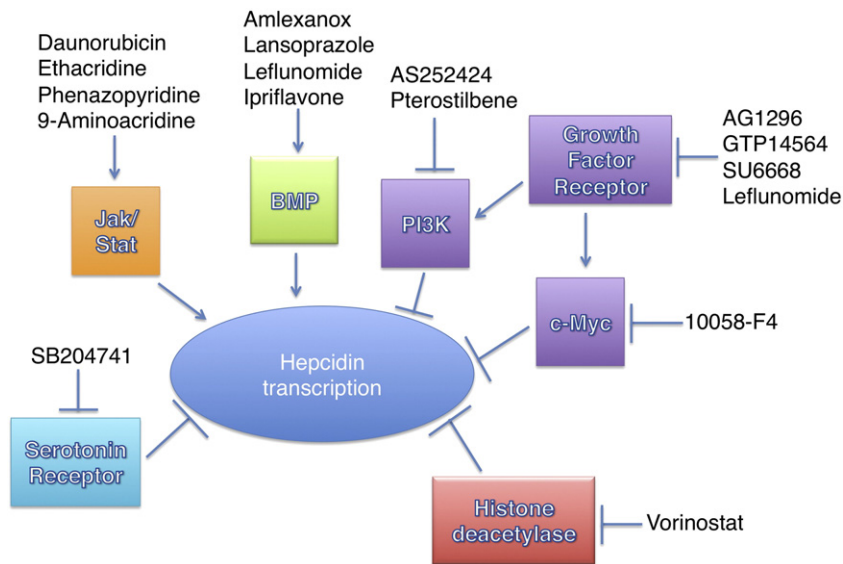 Daunorubicin
Ethacridine
Phenazopyridine
9-Aminoacridine
Amlexanox
Lansoprazole
Leflunomide
Ipriflavone
AS252424
Pterostilbene
AG1296
GTP14564
SU6668
Leflunomide
Growth
Factor
Receptor
Jak/
Stat
BMP
PI3K
c-Myc
10058-F4
Hepcidin
transcription
SB204741
Serotonin
Receptor
Histone
deacetylase
Vorinostat